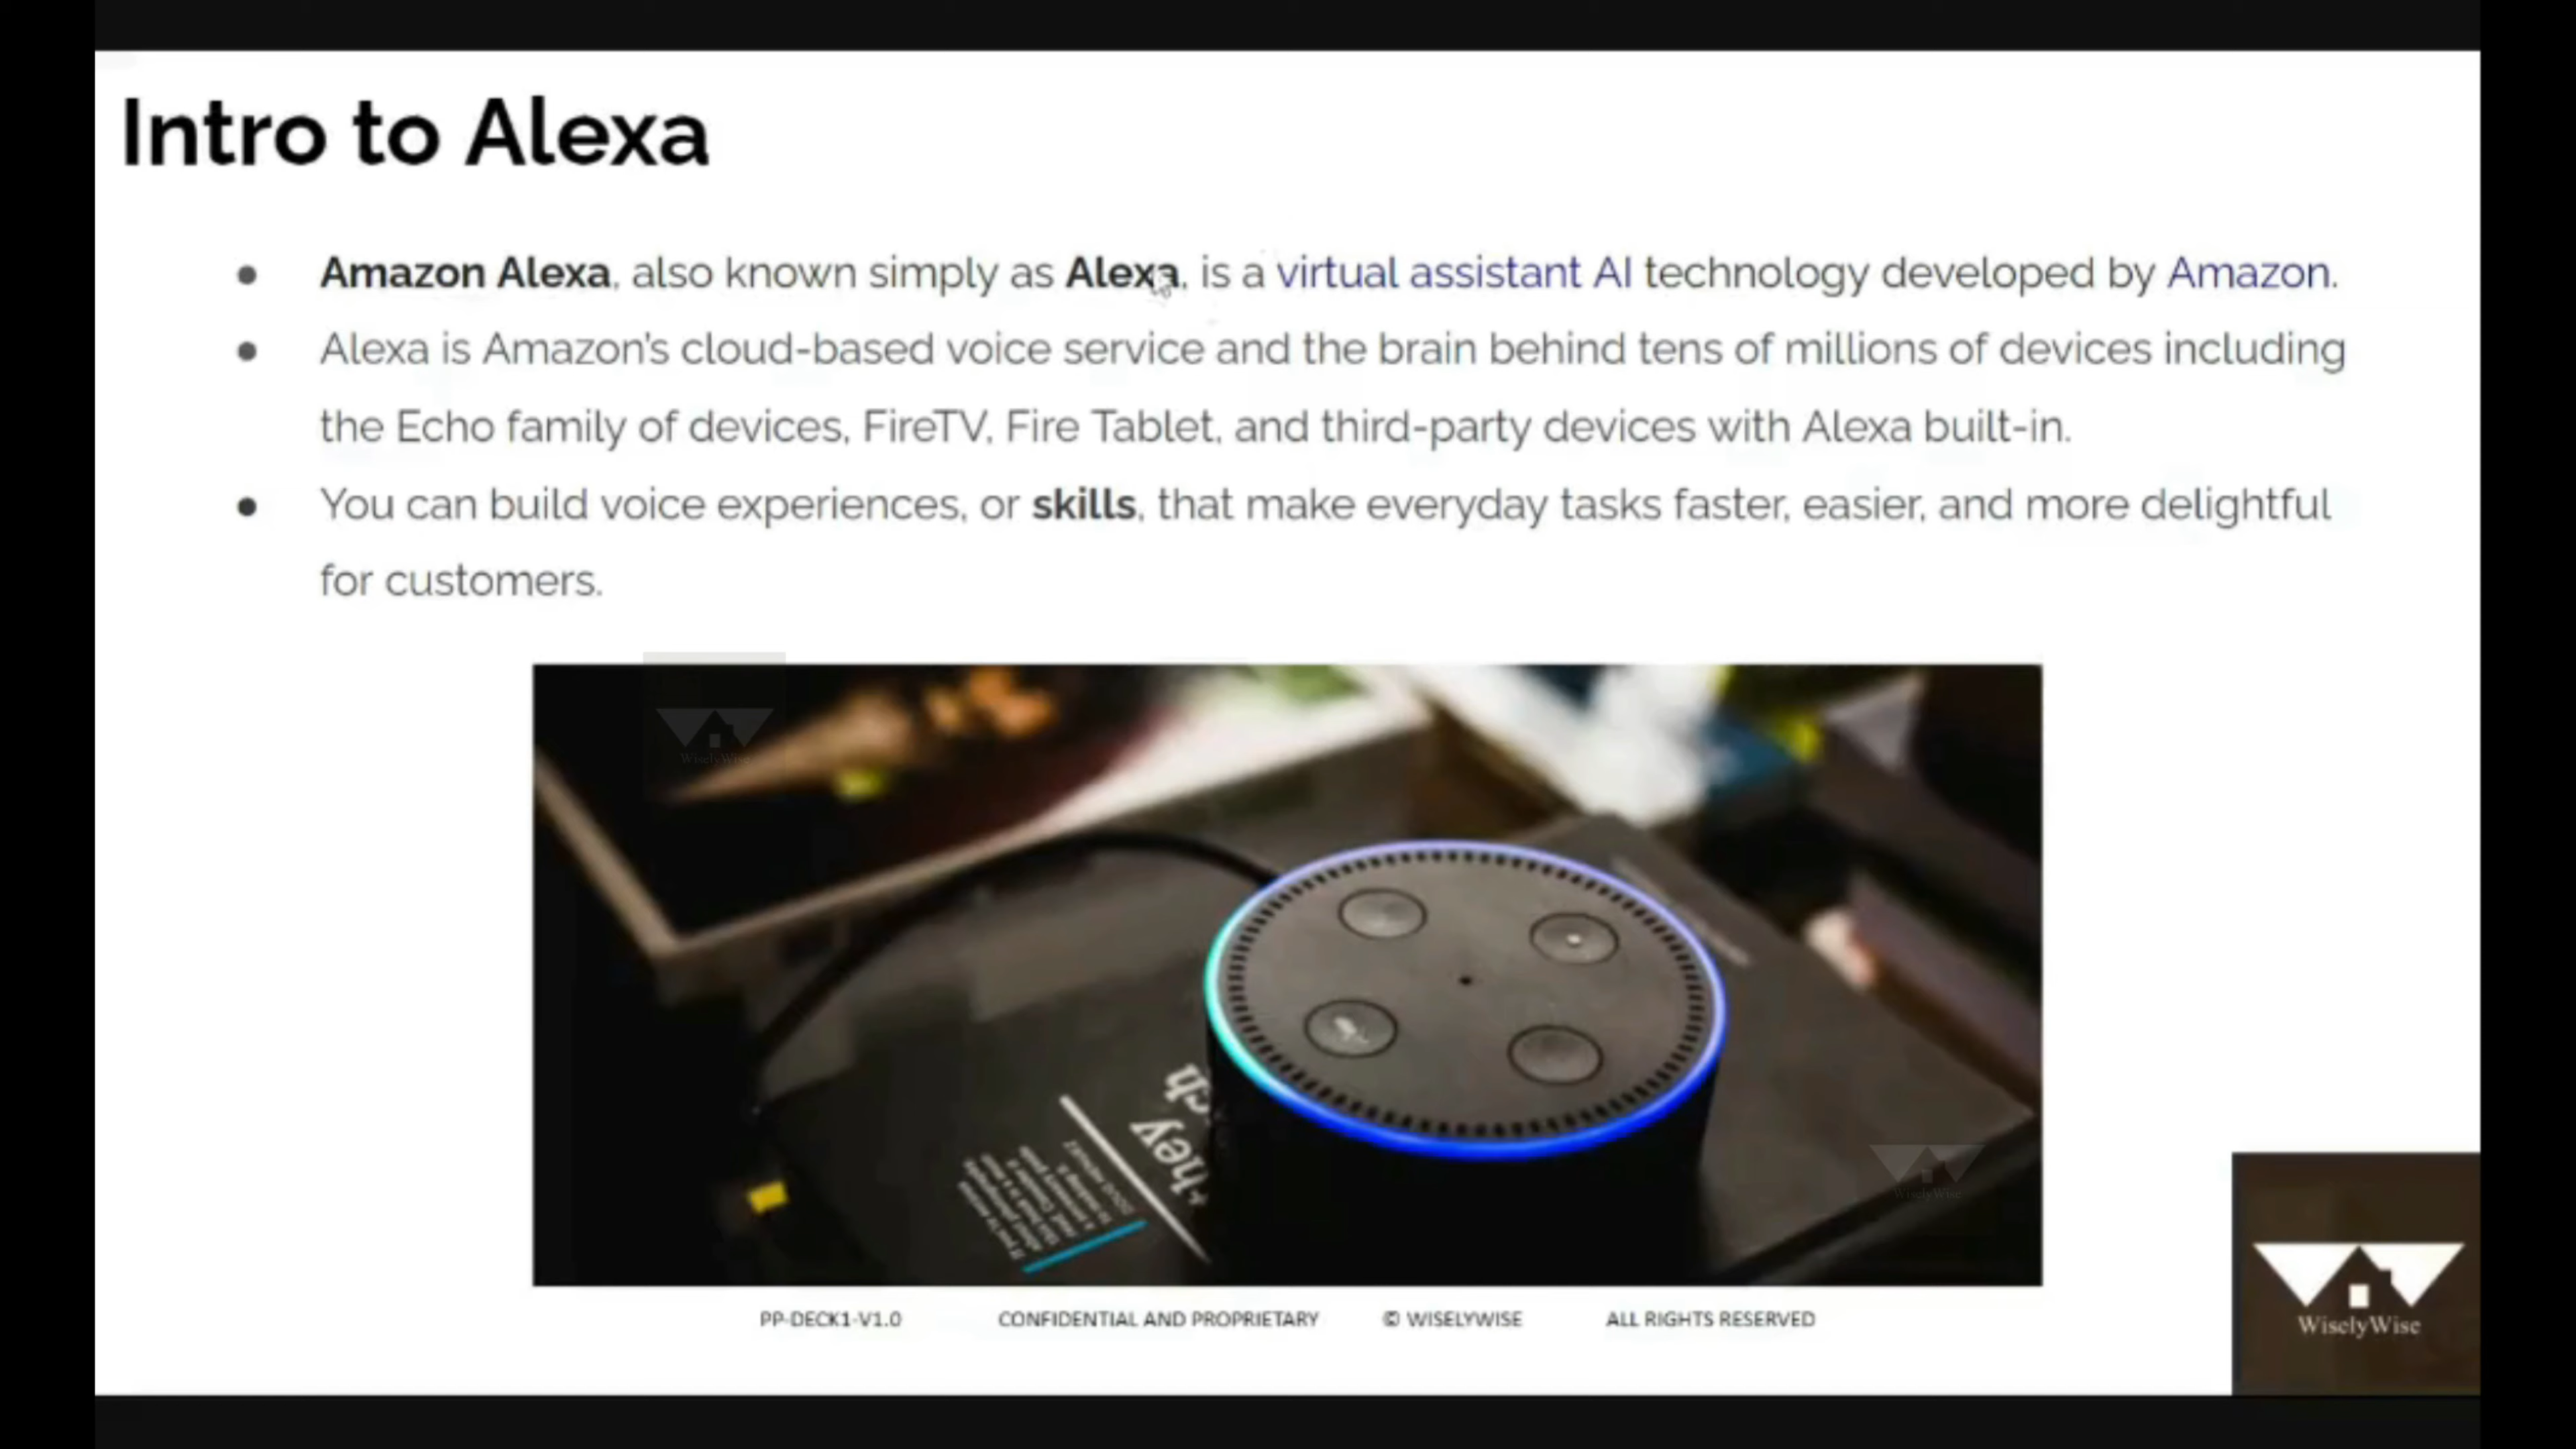 Intro to Alexa
● Amazon Alexa, also known simply as Alexa, is a virtual assistant AI technology developed by Amazon.
● Alexa is Amazon's cloud-based voice service and the brain behind tens of millions of devices including
the Echo family of devices, FireTV, Fire Tablet, and third-party devices with Alexa built-in.
● You can build voice experiences, or skills, that make everyday tasks faster, easier, and more delightful
for customers.
WiselyWise
WiselyWise
PP-DECK1-V1.0 CONFIDENTIAL AND PROPRIETARY © WISELYWISE ALL RIGHTS RESERVED
WiselyWise